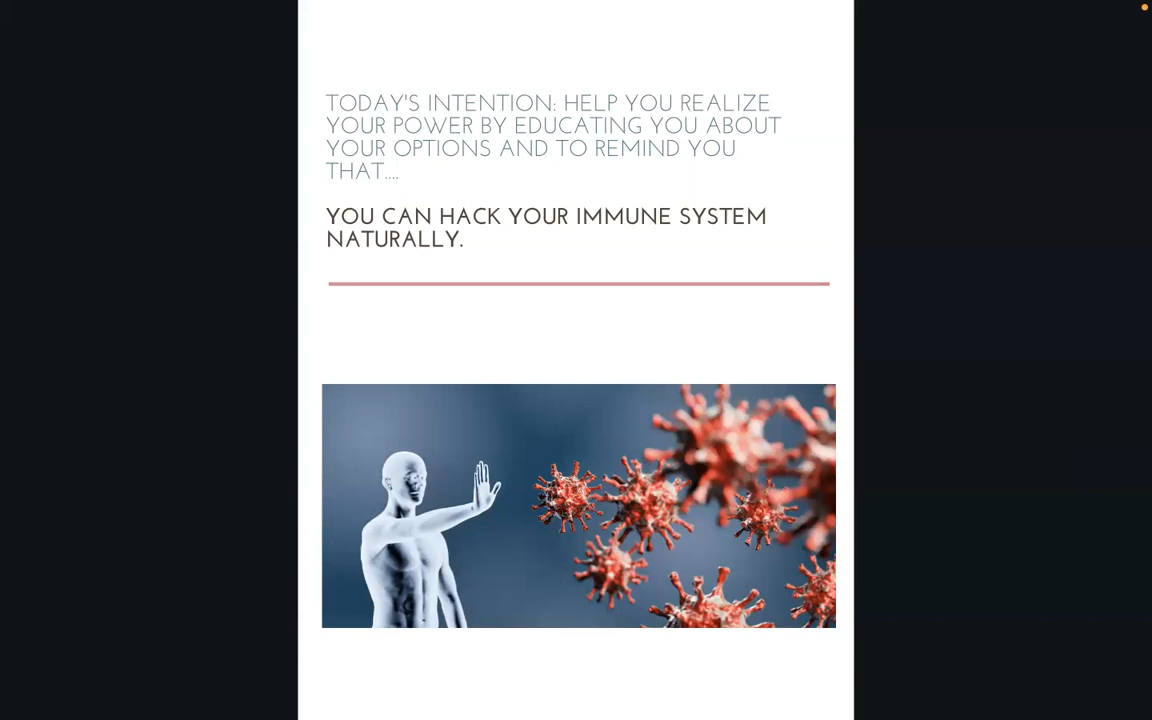 TODAY'S INTENTION: HELP YOU REALIZE
YOUR POWER BY EDUCATING YOU ABOUT
YOUR OPTIONS AND TO REMIND YOU
THAT....
YOU CAN HACK YOUR IMMUNE SYSTEM
NATURALLY.